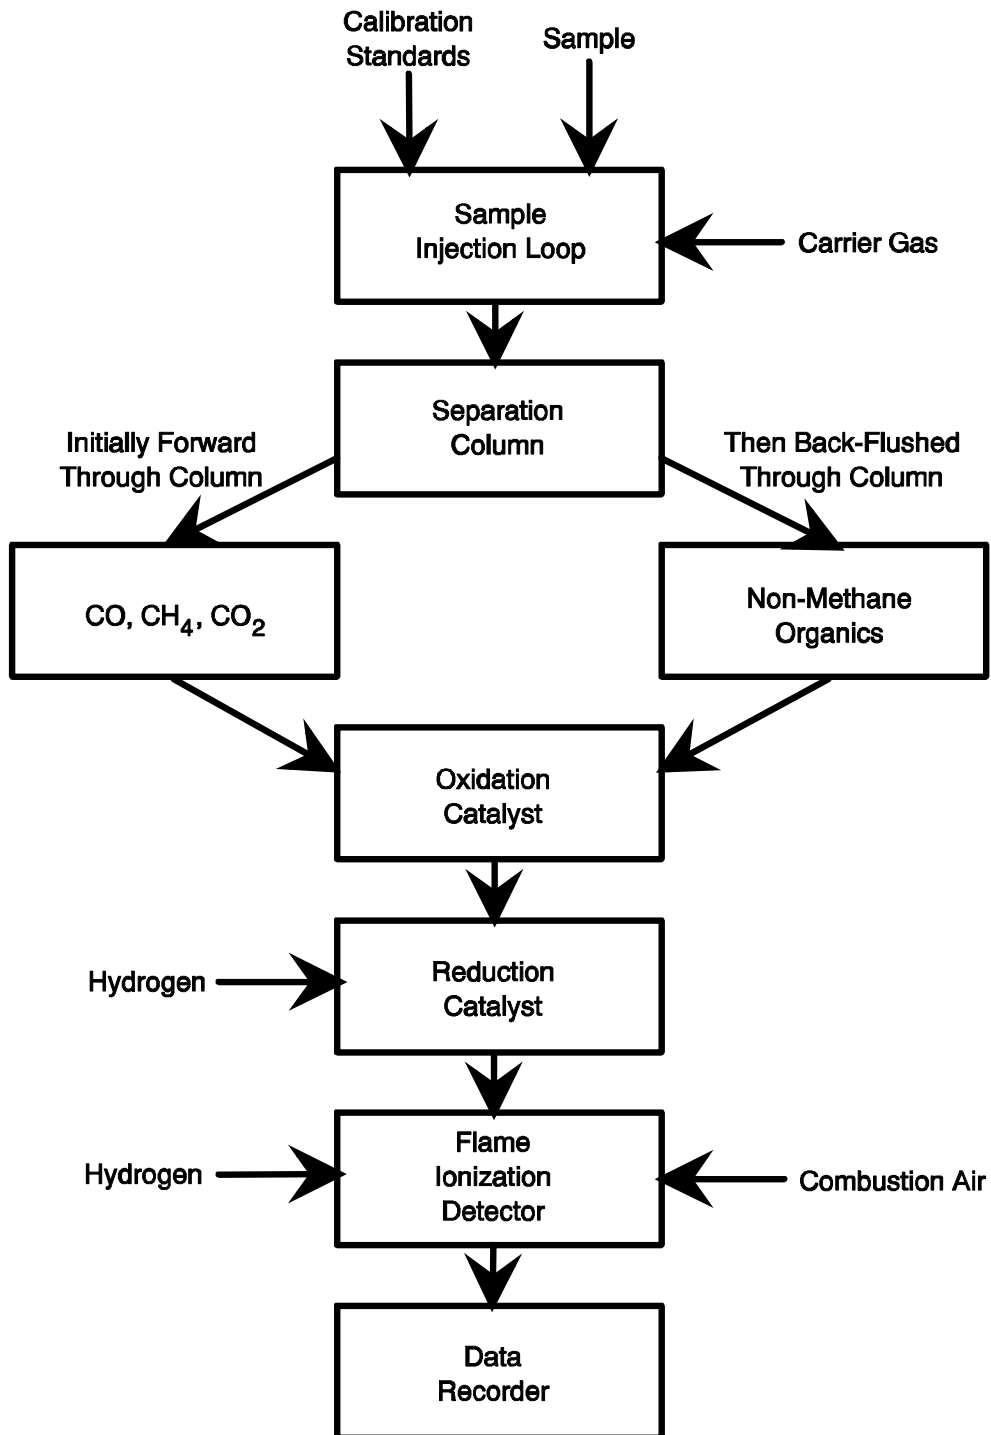 Calibration
Standards
Sample
Sample
Injection Loop
Carrier Gas
Separation
Column
Initially Forward
Through Column
Then Back-Flushed
Through Column
CO, CH₄, CO₂
Non-Methane
Organics
Oxidation
Catalyst
Hydrogen
Reduction
Catalyst
Hydrogen
Flame
Ionization
Detector
Combustion Air
Data
Recorder